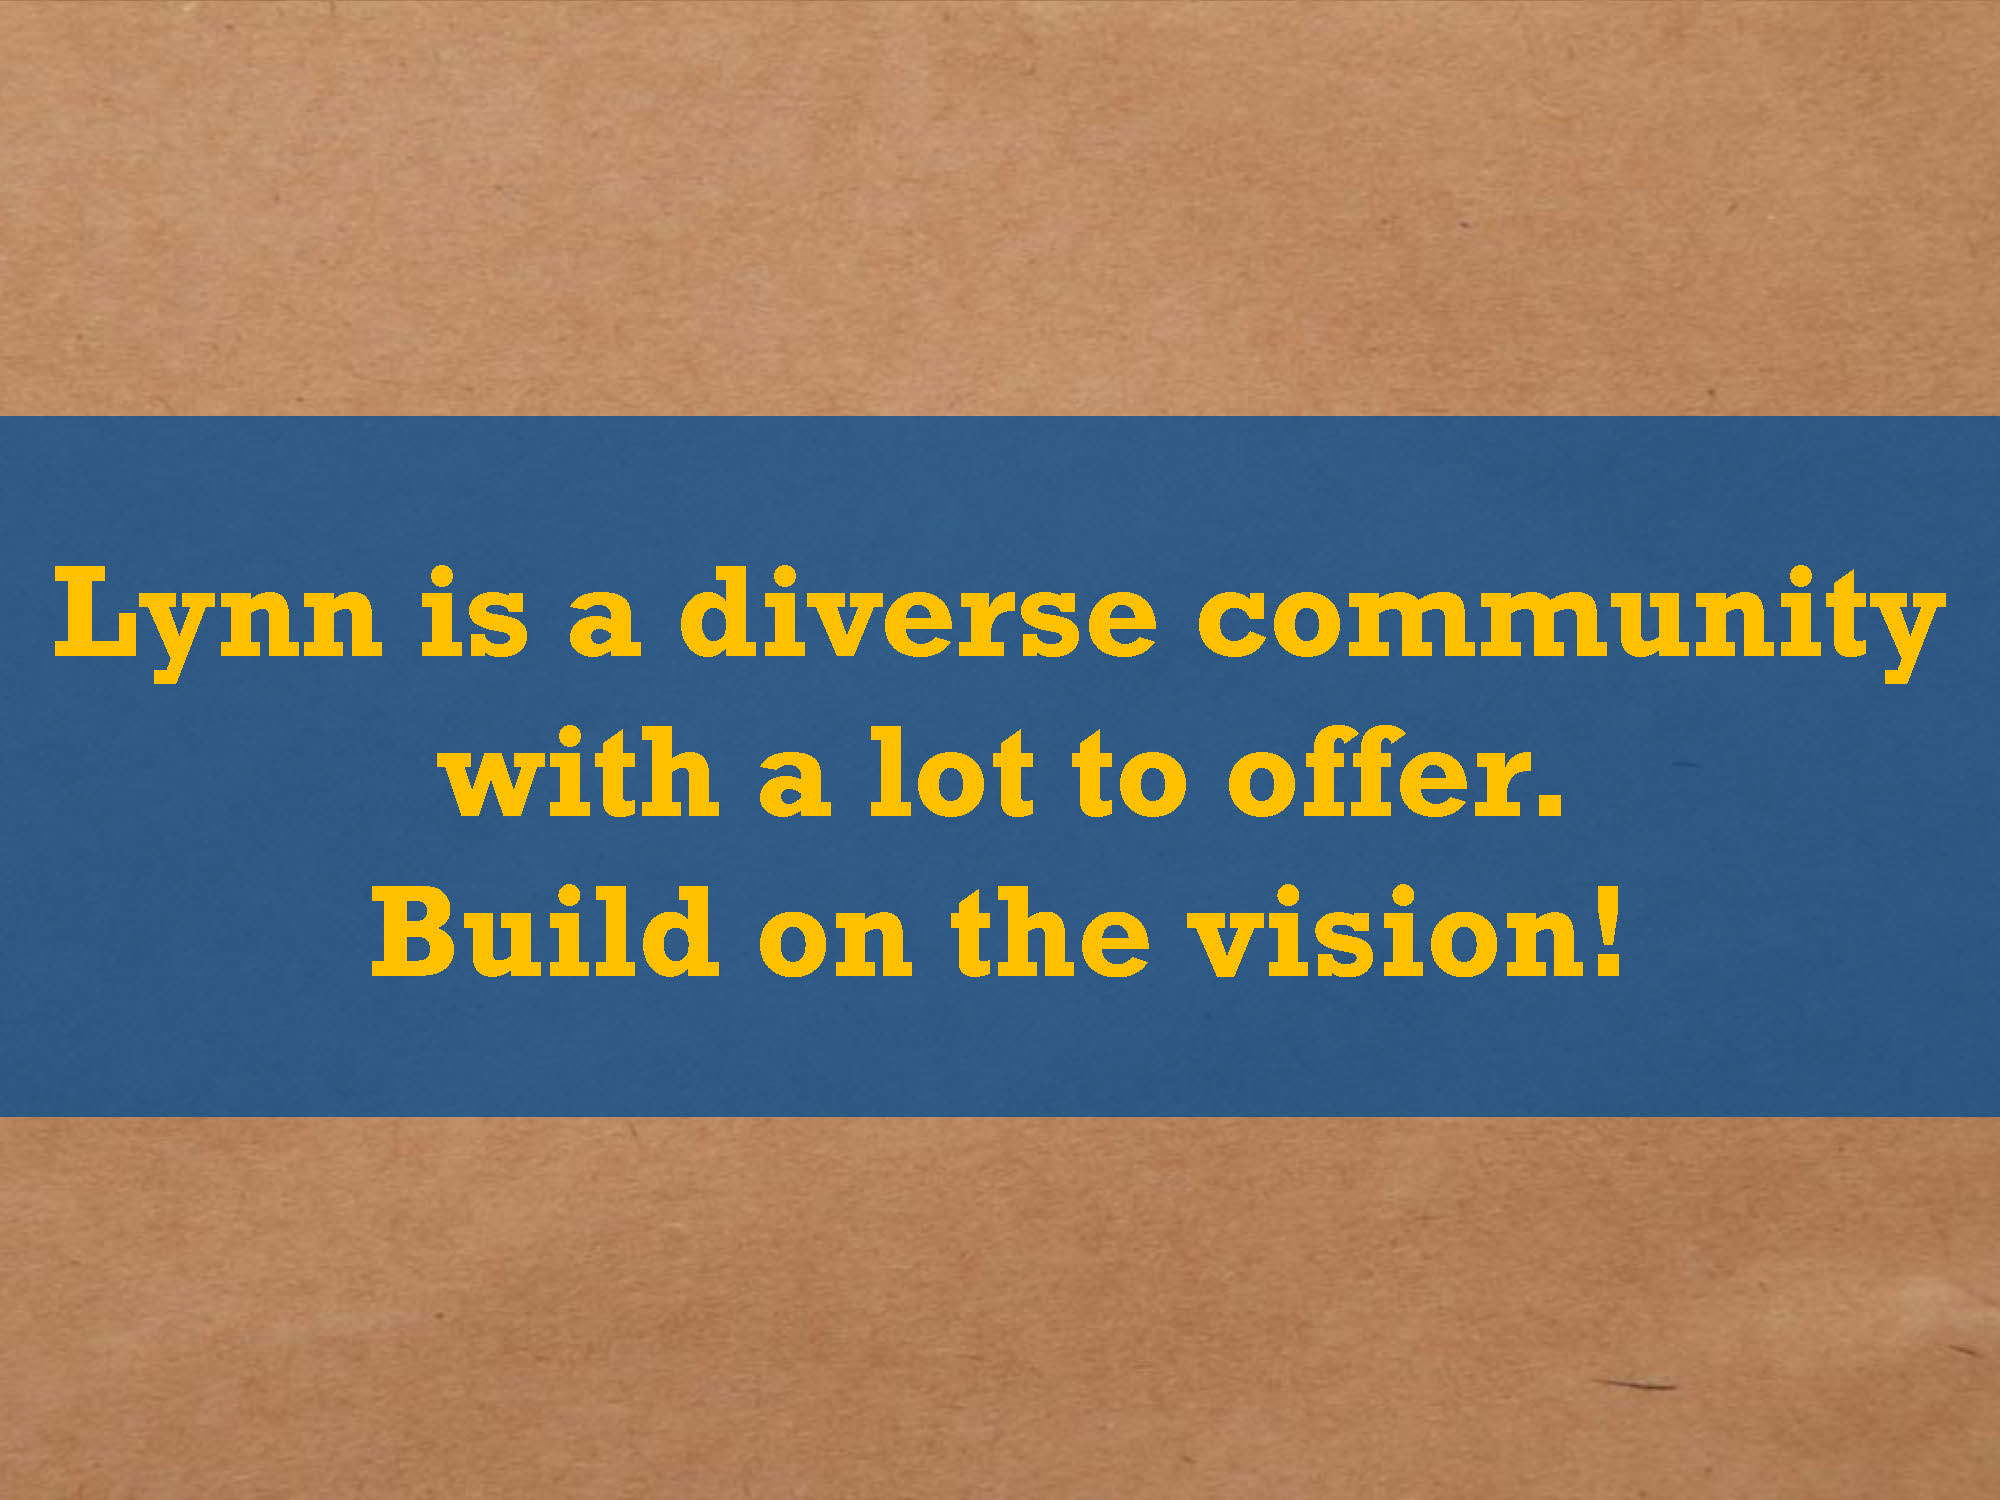 Lynn is a diverse community
with a lot to offer.
Build on the vision!